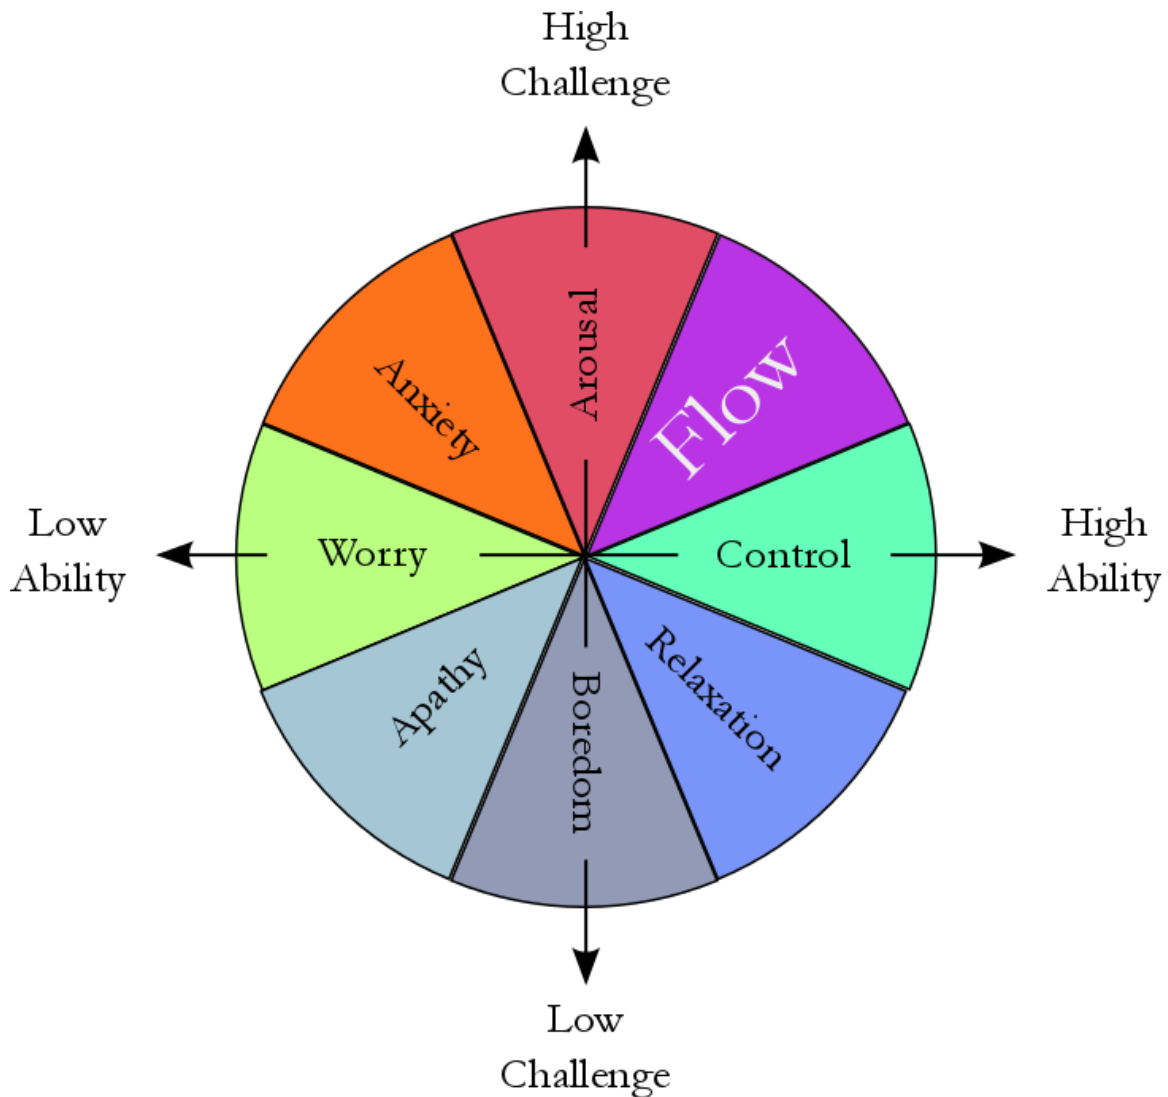 High
Challenge
Arousal
Flow
Anxiety
Low
Ability
Worry
Control
High
Ability
Apathy
Boredom
Relaxation
Low
Challenge